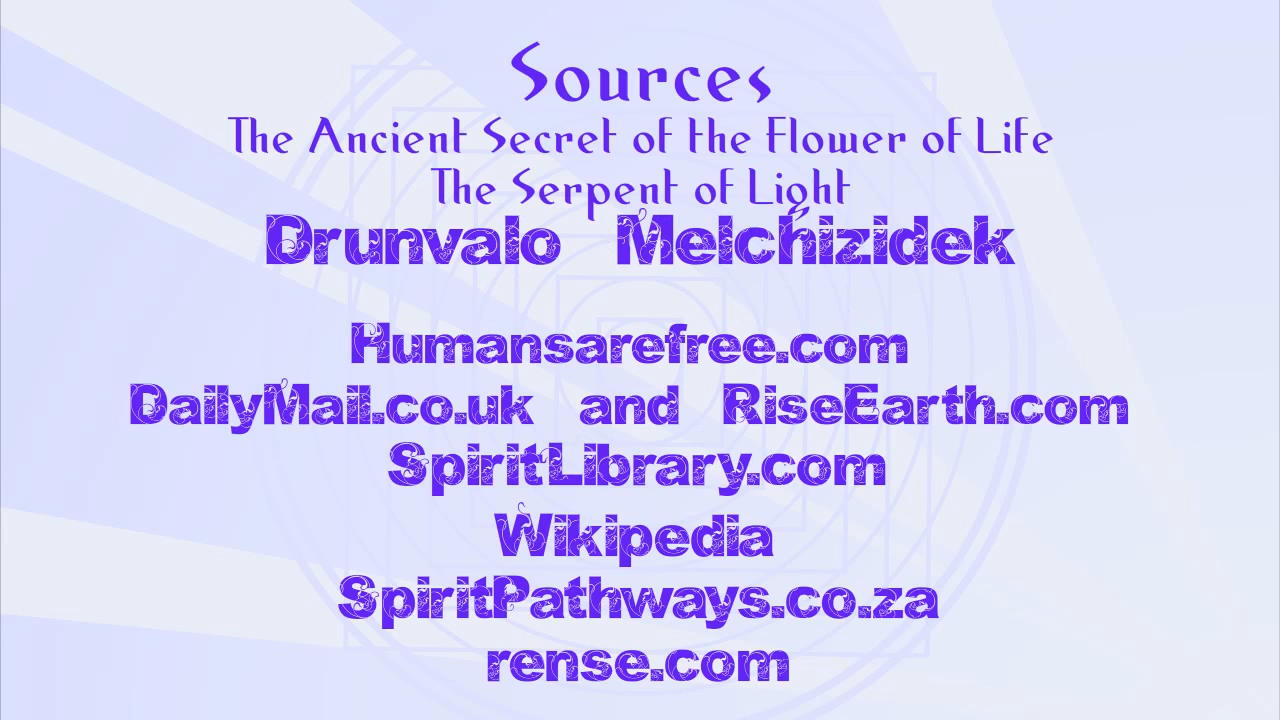 Sources
The Ancient Secret of the Flower of Life
The Serpent of Light
Drunvalo Melchizidek
Humansarefree.com
DailyMail.co.uk and RiseEarth.com
SpiritLibrary.com
Wikipedia
SpiritPathways.co.za
rense.com